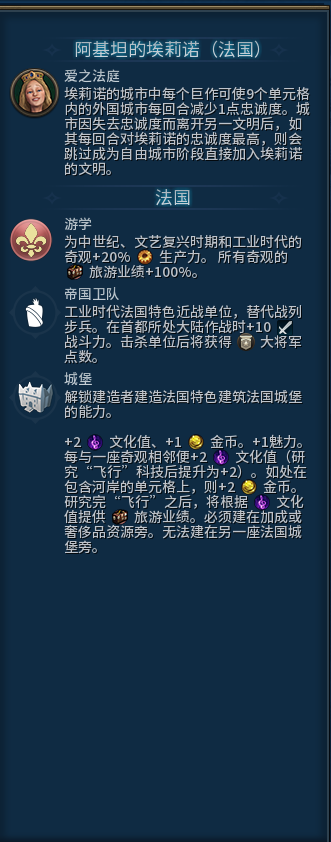 阿基坦的埃莉诺（法国）
爱之法庭
埃莉诺的城市中每个巨作可使9个单元格
内的外国城市每回合减少1点忠诚度。城
市因失去忠诚度而离开另一文明后，如
其每回合对埃莉诺的忠诚度最高，则会
跳过成为自由城市阶段直接加入埃莉诺
的文明。
法国
游学
为中世纪、文艺复兴时期和工业时代的
奇观+20% 生产力。 所有奇观的
旅游业绩+100%。
帝国卫队
工业时代法国特色近战单位，替代战列
步兵。在首都所处大陆作战时+10
战斗力。击杀单位后将获得 大将军
点数。
城堡
解锁建造者建造法国特色建筑法国城堡
的能力。
+2 文化值、+1 金币。+1魅力。
每与一座奇观相邻便+2 文化值（研
究“飞行”科技后提升为+2）。如处在
包含河岸的单元格上，则+2 金币。
研究完“飞行”之后，将根据 文化
值提供 旅游业绩。必须建在加成或
奢侈品资源旁。无法建在另一座法国城
堡旁。